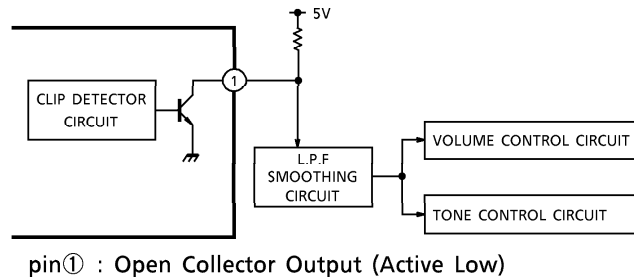 5V
CLIP DETECTOR
CIRCUIT
1
L.P.F
SMOOTHING
CIRCUIT
VOLUME CONTROL CIRCUIT
TONE CONTROL CIRCUIT
pin① : Open Collector Output (Active Low)